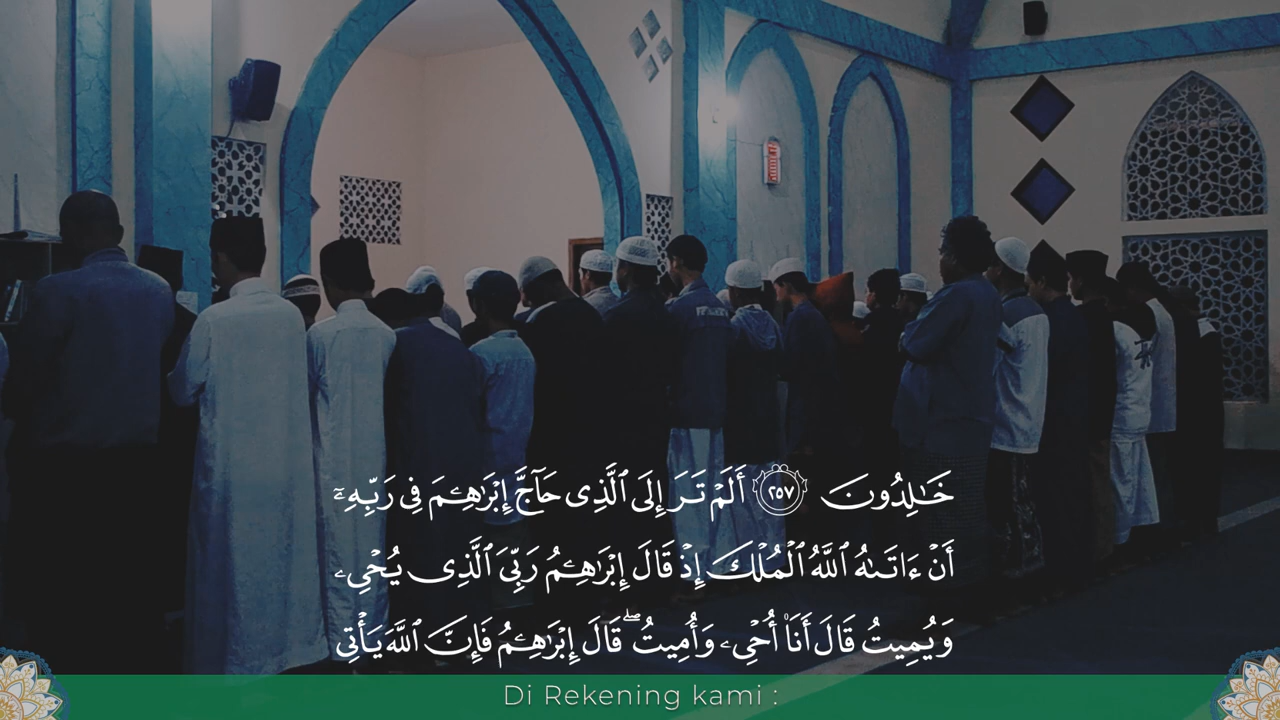 خَـٰلِدُونَ ٢٥٧ أَلَمْ تَرَ إِلَى ٱلَّذِى حَآجَّ إِبْرَٰهِـۧمَ فِى رَبِّهِۦٓ
أَنْ ءَاتَىٰهُ ٱللَّهُ ٱلْمُلْكَ إِذْ قَالَ إِبْرَٰهِـۧمُ رَبِّىَ ٱلَّذِى يُحْىِۦ
وَيُمِيتُ قَالَ أَنَا۠ أُحْىِۦ وَأُمِيتُ ۖ قَالَ إِبْرَٰهِـۧمُ فَإِنَّ ٱللَّهَ يَأْتِى
Di Rekening kami :